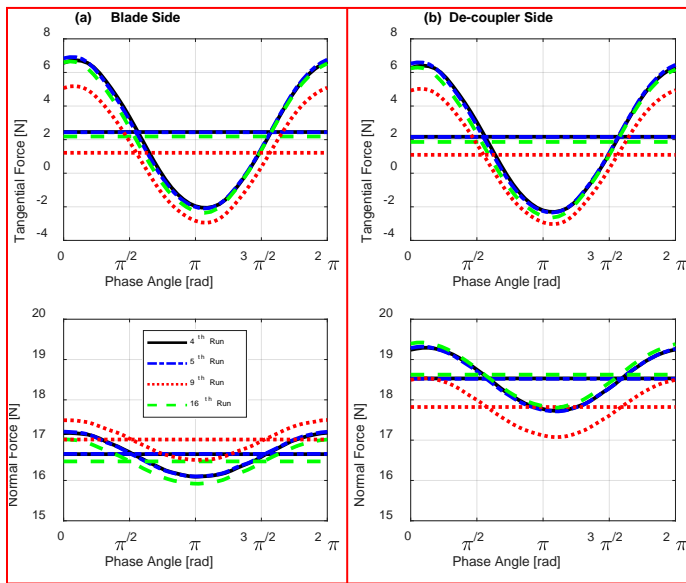 (a) Blade Side
8
6
4
2
0
-2
-4
Tangential Force [N]
0 π/2 π 3 π/2 2 π
Phase Angle [rad]
(b) De-coupler Side
8
6
4
2
0
-2
-4
Tangential Force [N]
0 π/2 π 3 π/2 2 π
Phase Angle [rad]
20
19
18
17
16
15
Normal Force [N]
4 th Run
5 th Run
9 th Run
16 th Run
0 π/2 π 3 π/2 2 π
Phase Angle [rad]
20
19
18
17
16
15
Normal Force [N]
0 π/2 π 3 π/2 2 π
Phase Angle [rad]